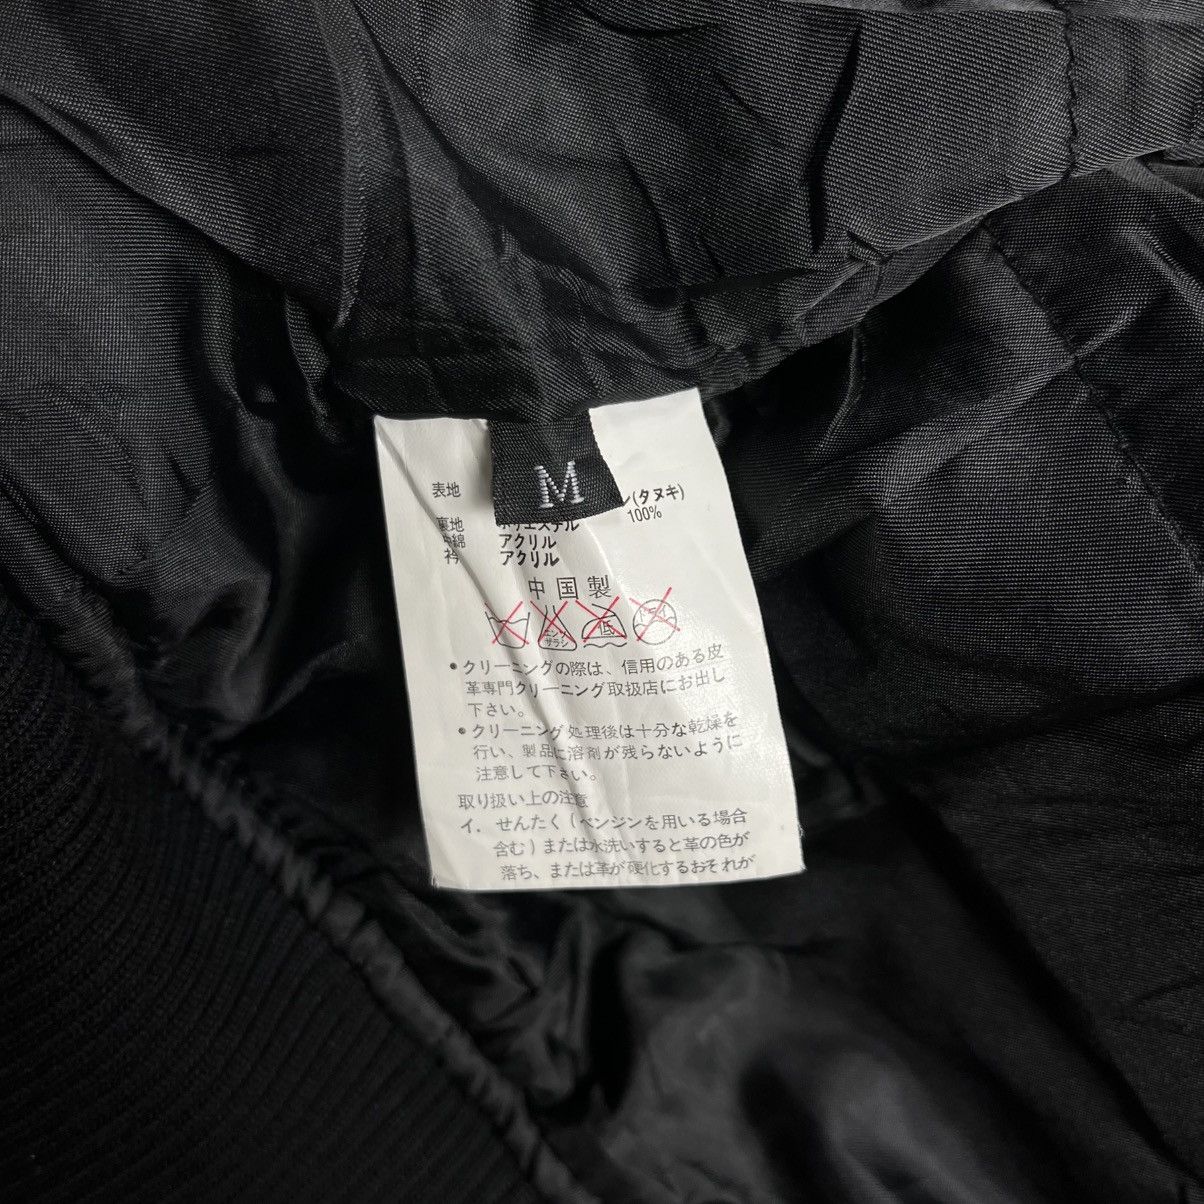 M
表地 ン(タヌキ)
100%
裏地 ポリエステル
中綿 アクリル
衿 アクリル
中国製
エンソ
サラシ
低
ドライ
・クリーニングの際は、信用のある皮
革専門クリーニング取扱店にお出し
下さい。
・クリーニング処理後は十分な乾燥を
行い、製品に溶剤が残らないように
注意して下さい。
取り扱い上の注意
イ. せんたく(ベンジンを用いる場合
含む)または水洗いすると革の色が
落ち、または革が硬化するおそれが